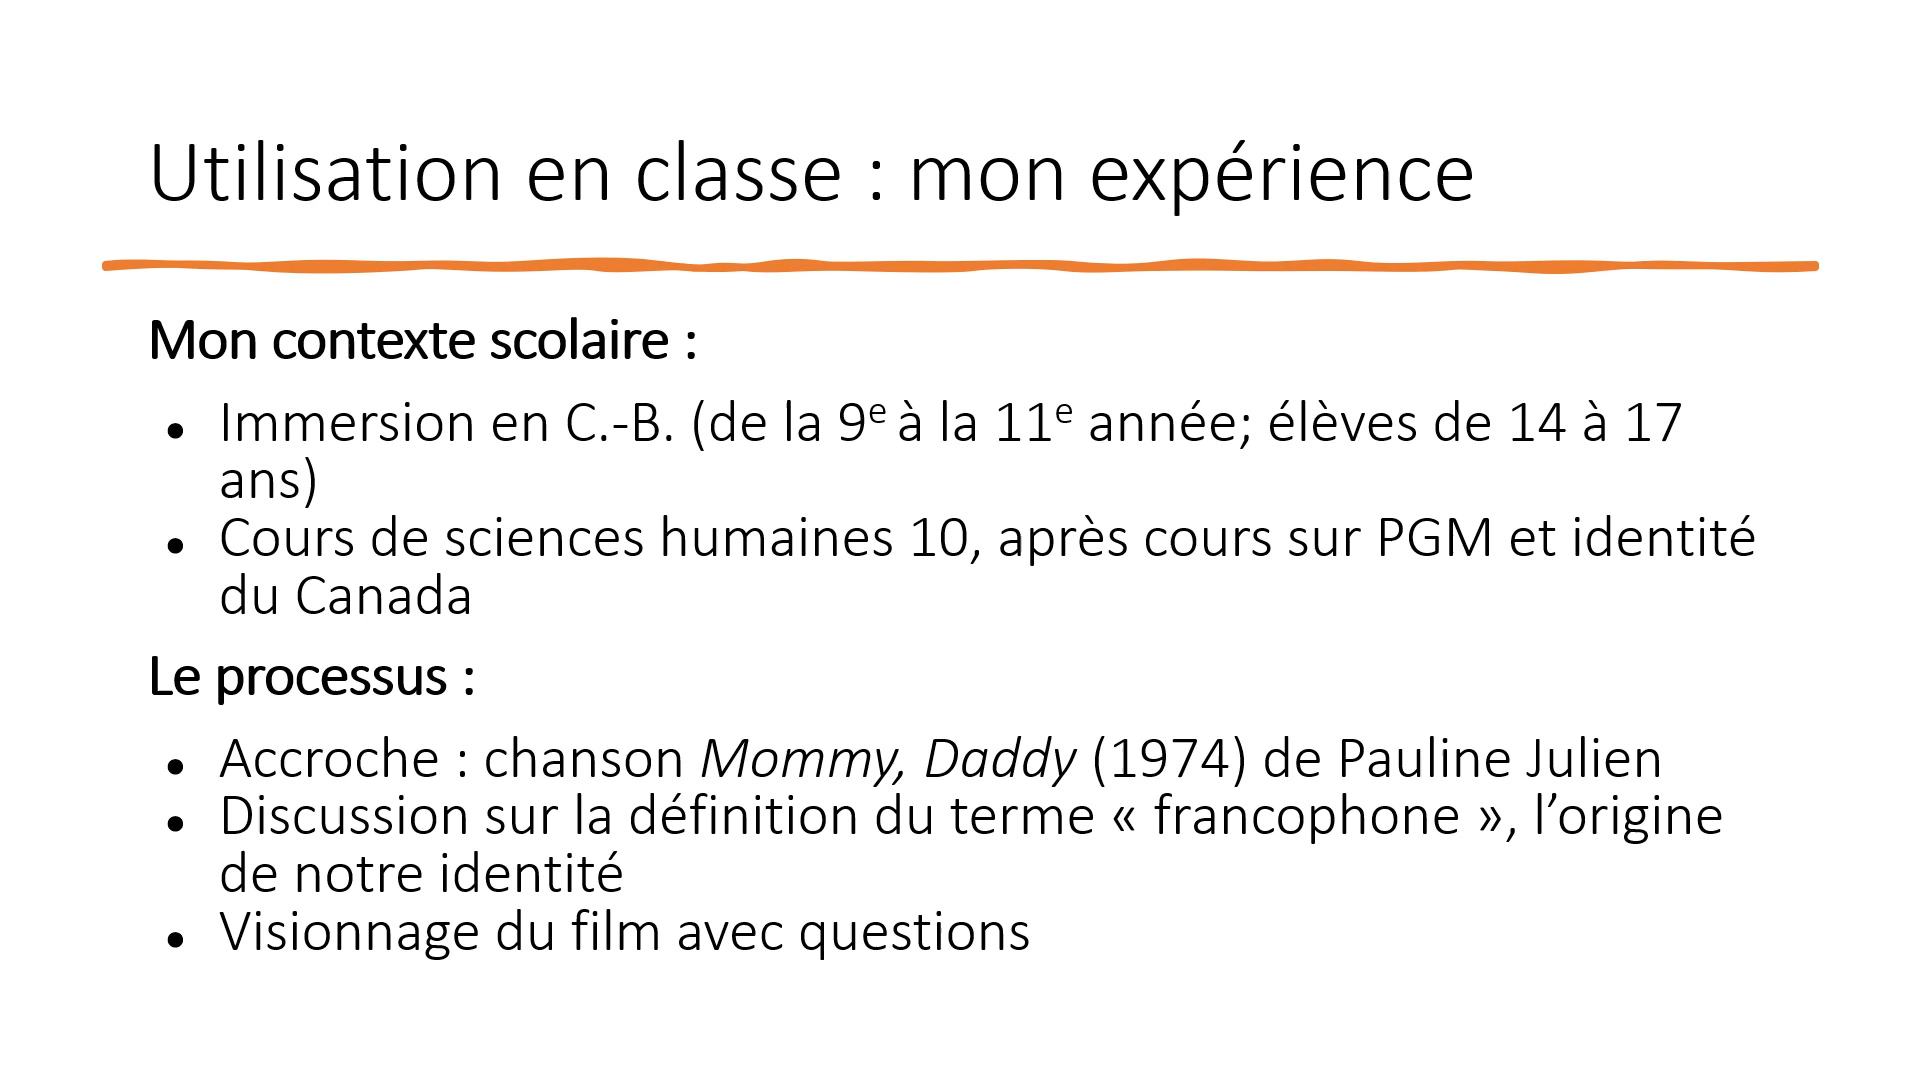 Utilisation en classe : mon expérience
Mon contexte scolaire :
● Immersion en C.-B. (de la 9e à la 11e année; élèves de 14 à 17
ans)
● Cours de sciences humaines 10, après cours sur PGM et identité
du Canada
Le processus :
● Accroche : chanson Mommy, Daddy (1974) de Pauline Julien
● Discussion sur la définition du terme « francophone », l’origine
de notre identité
● Visionnage du film avec questions